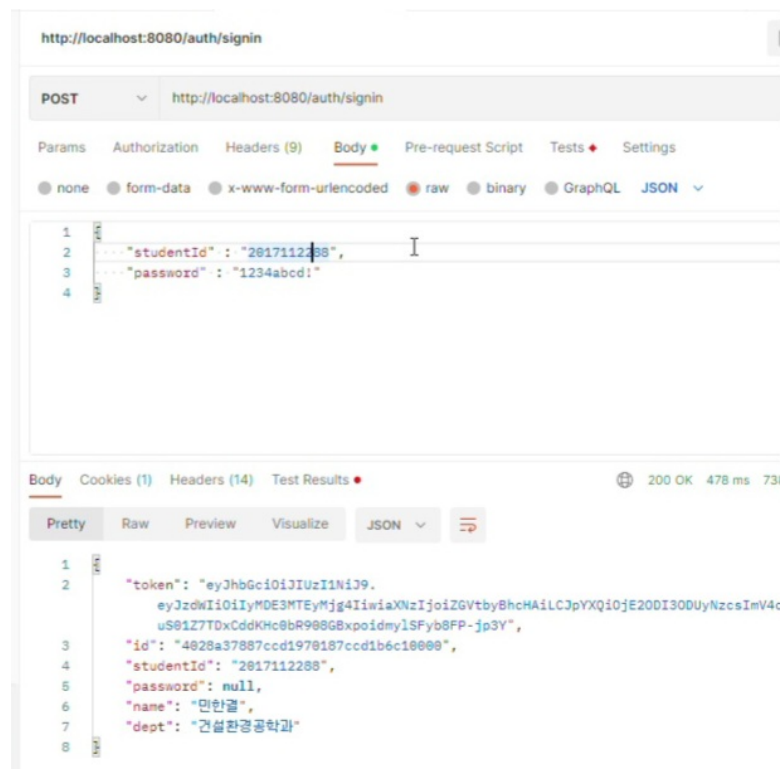 http://localhost:8080/auth/signin
POST http://localhost:8080/auth/signin
Params Authorization Headers (9) Body Pre-request Script Tests Settings
none form-data x-www-form-urlencoded raw binary GraphQL JSON
1 {
2 "studentId" : "2017112288",
3 "password" : "1234abcd!"
4 }
Body Cookies (1) Headers (14) Test Results 200 OK 478 ms
Pretty Raw Preview Visualize JSON
1 {
2 "token": "eyJhbGciOiJIUzI1NiJ9.
3 "id": "4028a37887ccd1970187ccd1b6c10000",
4 "studentId": "2017112288",
5 "password": null,
6 "name": "민한결",
7 "dept": "건설환경공학과"
8 }